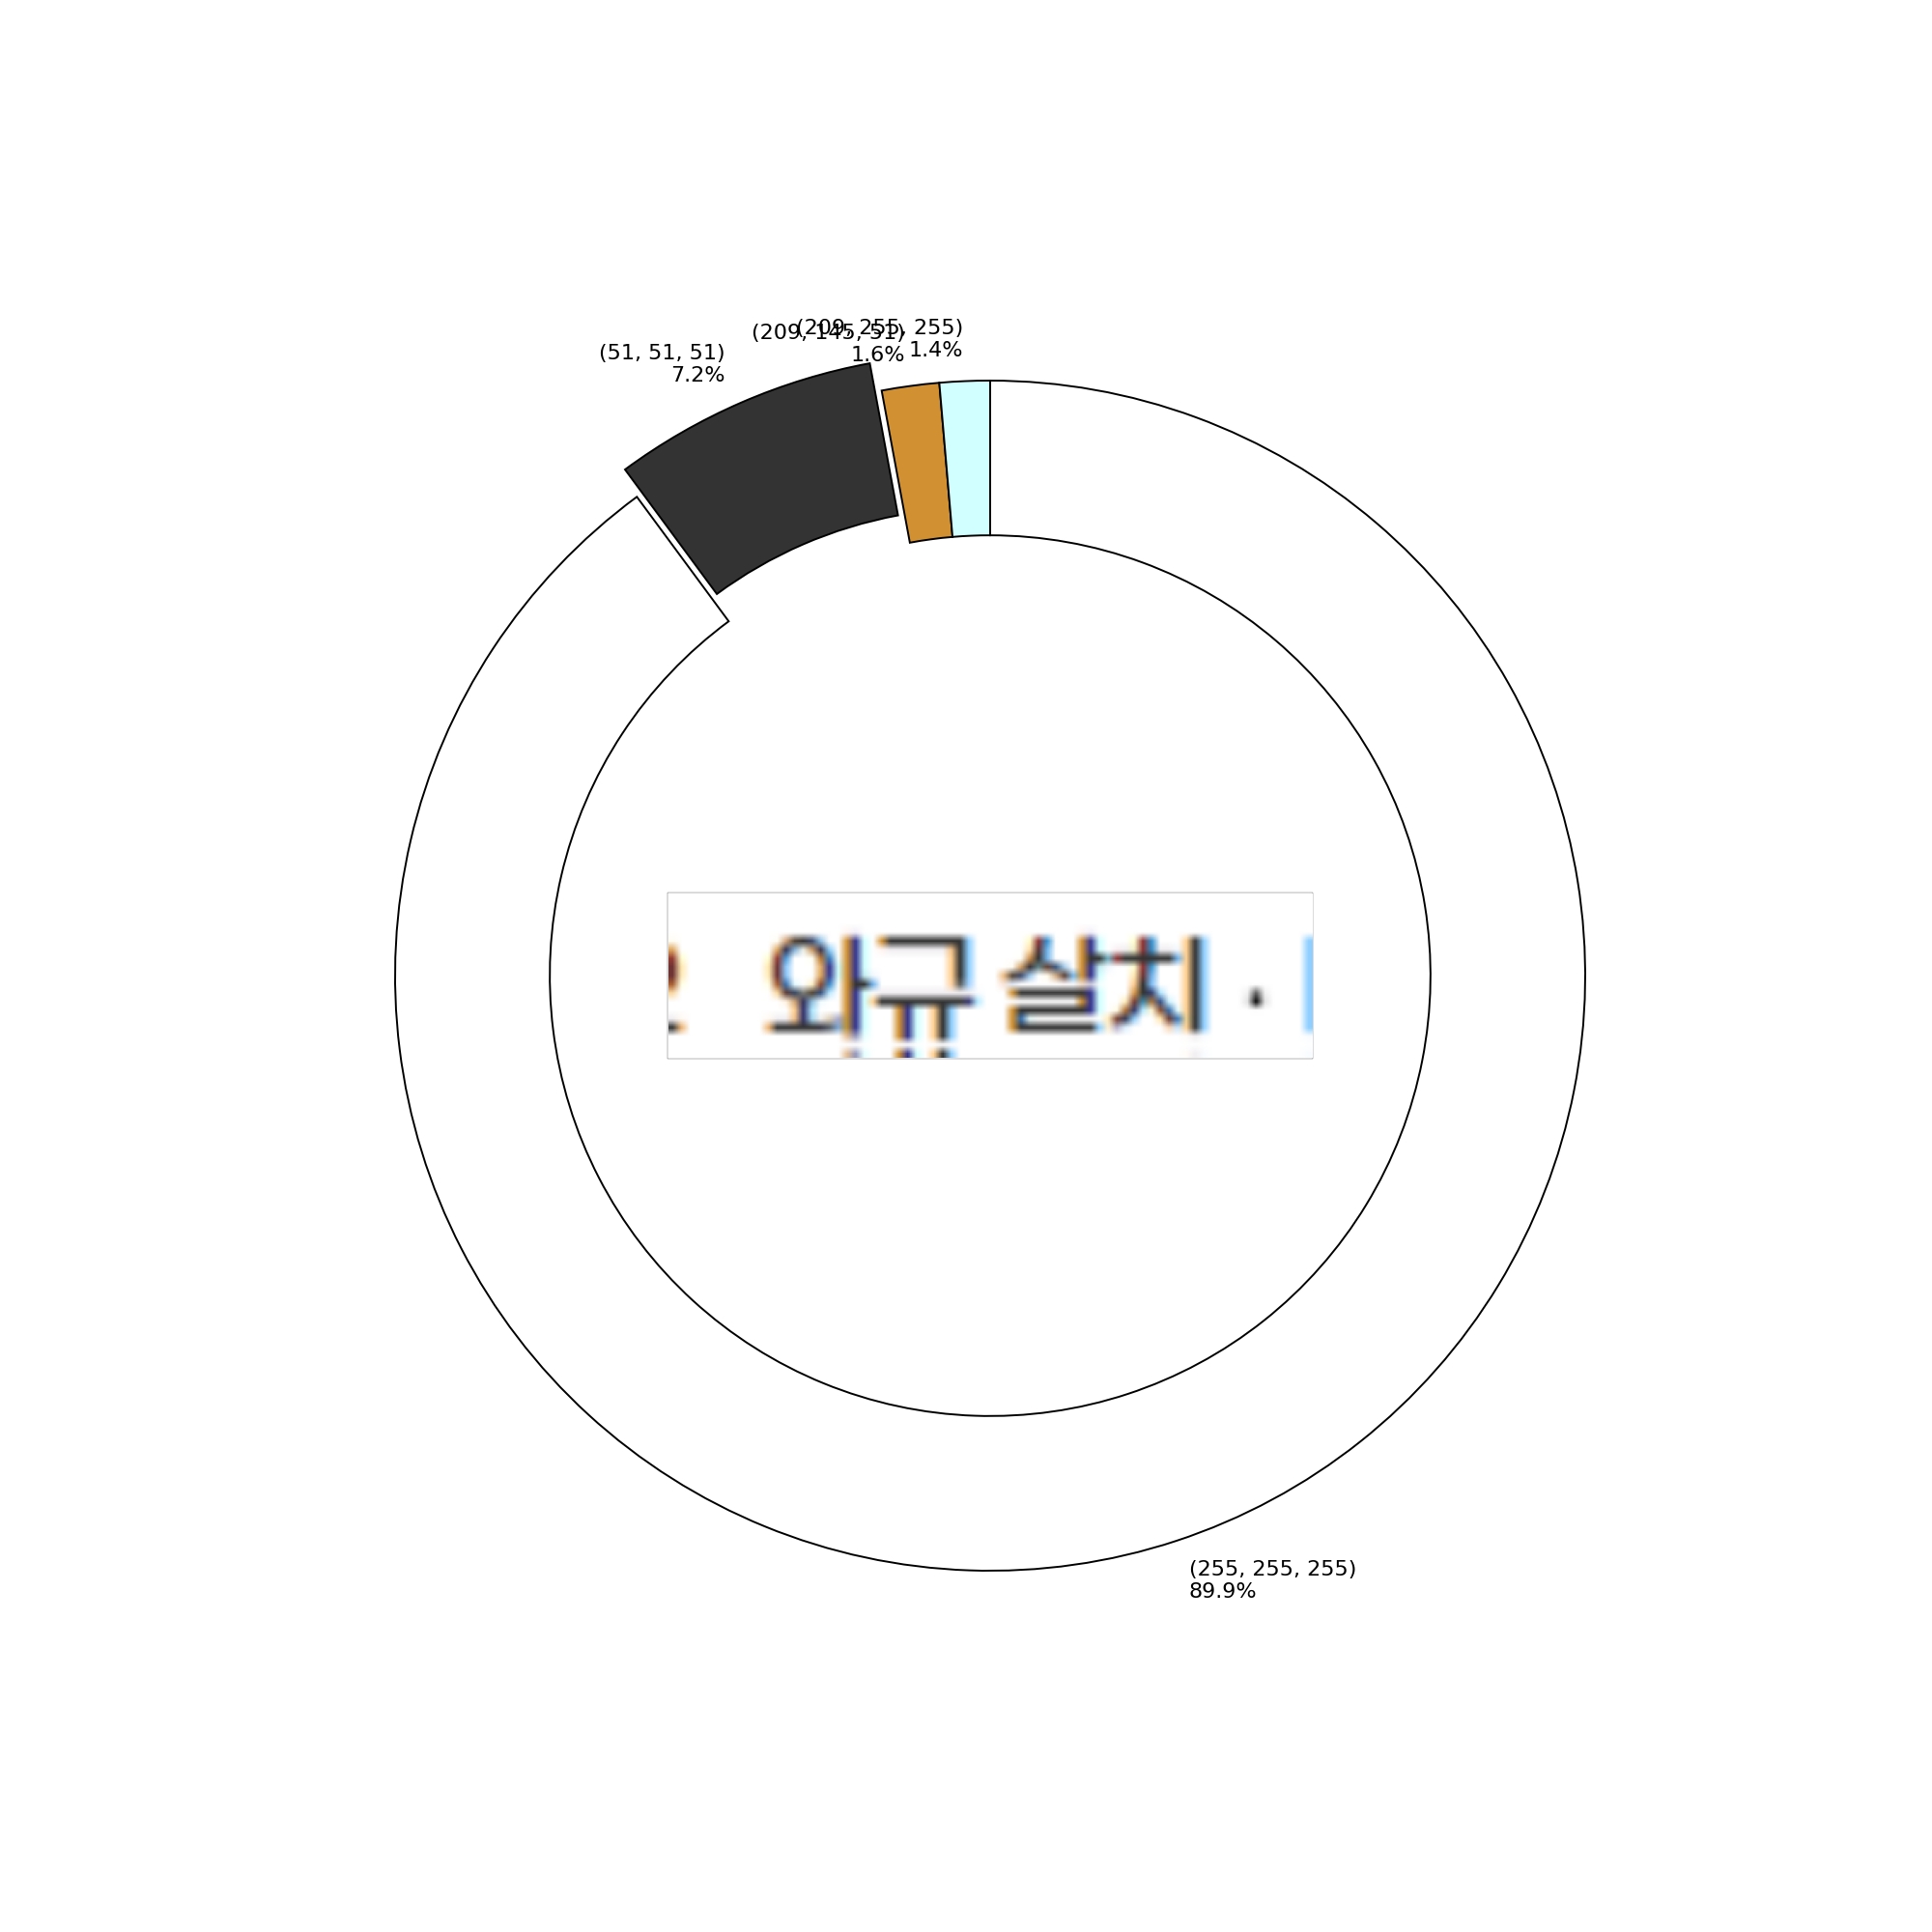 (209, 255, 255)
1.4%
(209, 145, 51)
1.6%
(51, 51, 51)
7.2%
와규 살치 ·
(255, 255, 255)
89.9%